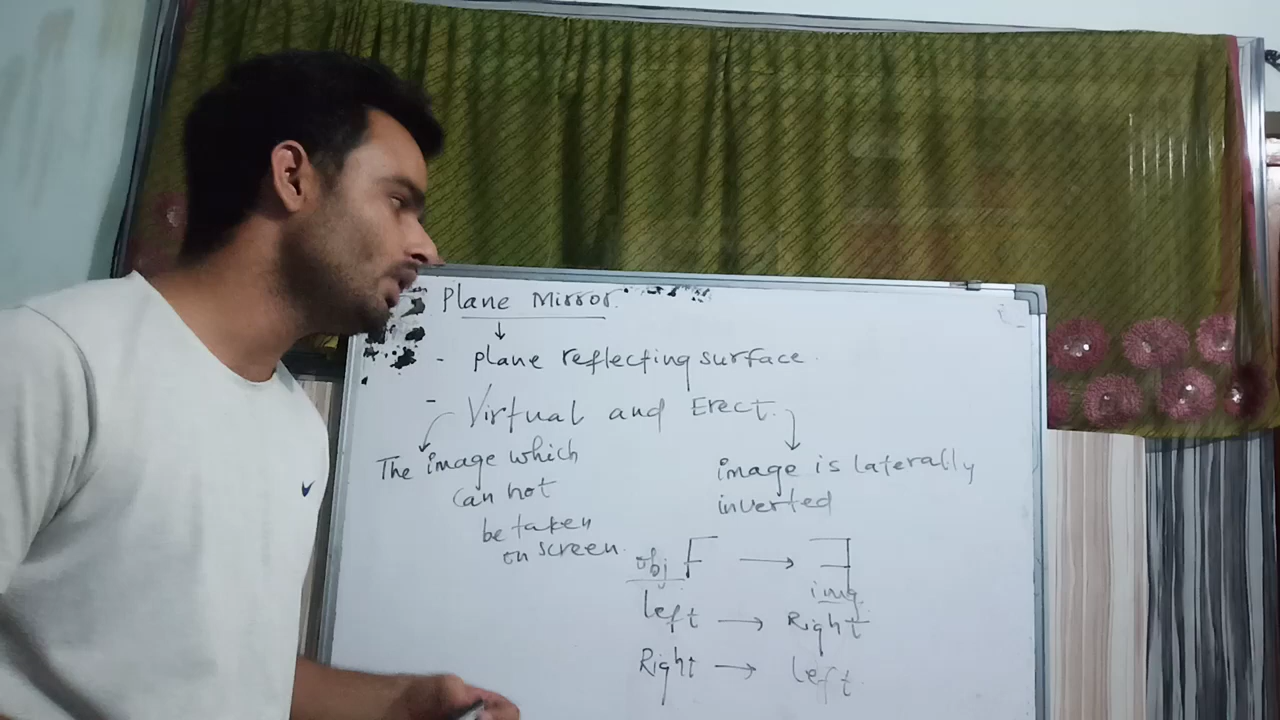 Plane Mirror.
- plane reflecting surface.
- Virtual and Erect.
The image which
can not
be taken
on screen.
image is laterally
inverted
obj F
img.
left → Right
Right → left